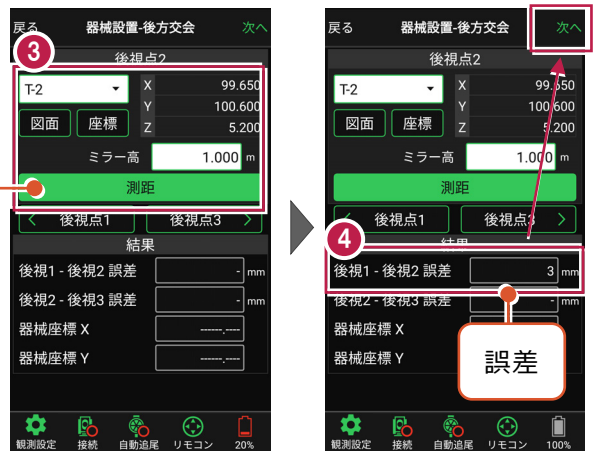 戻る 器械設置-後方交会 次へ
3
後視点2
T-2
X 99.650
Y 100.600
Z 5.200
図面 座標
ミラー高 1.000 m
測距
後視点1 後視点3
結果
後視1 - 後視2 誤差 - mm
後視2 - 後視3 誤差 - mm
器械座標 X ------.----
器械座標 Y ------.----
観測設定 接続 自動追尾 リモコン 20%
戻る 器械設置-後方交会 次へ
後視点2
T-2
X 99.650
Y 100.600
Z 5.200
図面 座標
ミラー高 1.000 m
測距
後視点1 後視点3
4
結果
後視1 - 後視2 誤差 3 mm
後視2 - 後視3 誤差 - mm
器械座標 X
器械座標 Y
誤差
観測設定 接続 自動追尾 リモコン 100%